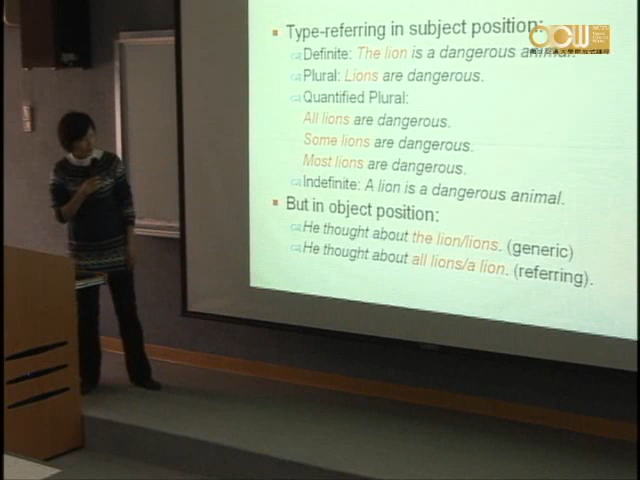 Type-referring in subject position:
Definite: The lion is a dangerous animal.
Plural: Lions are dangerous.
Quantified Plural:
All lions are dangerous.
Some lions are dangerous.
Most lions are dangerous.
Indefinite: A lion is a dangerous animal.
But in object position:
He thought about the lion/lions. (generic)
He thought about all lions/a lion. (referring).
OCW